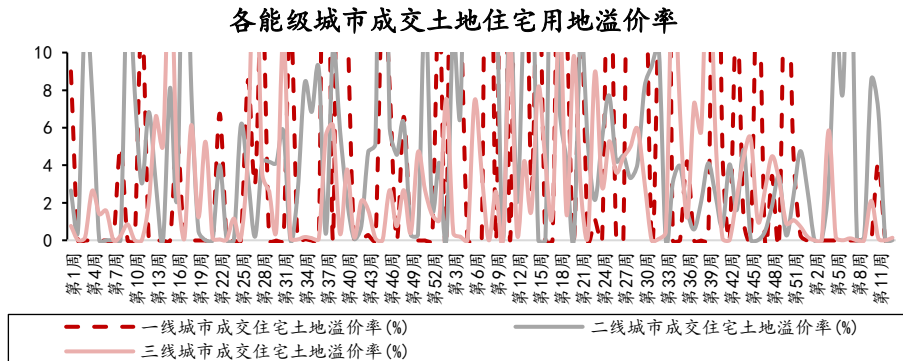 各能级城市成交土地住宅用地溢价率
10
8
6
4
2
0
第1周
第4周
第7周
第10周
第13周
第16周
第19周
第22周
第25周
第28周
第31周
第34周
第37周
第40周
第43周
第46周
第49周
第52周
第3周
第6周
第9周
第12周
第15周
第18周
第21周
第24周
第27周
第30周
第33周
第36周
第39周
第42周
第45周
第48周
第51周
第2周
第5周
第8周
第11周
一线城市成交住宅土地溢价率(%)
二线城市成交住宅土地溢价率(%)
三线城市成交住宅土地溢价率(%)